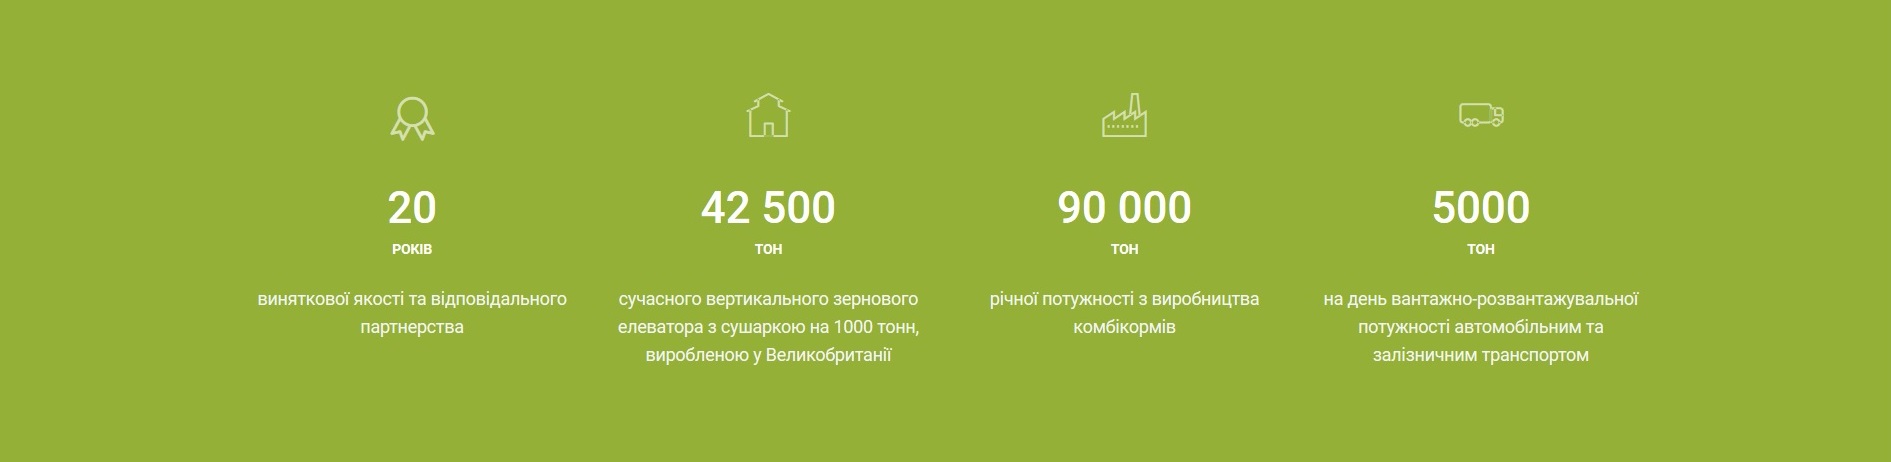 20
РОКІВ
виняткової якості та відповідального
партнерства
42 500
ТОН
сучасного вертикального зернового
елеватора з сушаркою на 1000 тонн,
виробленою у Великобританії
90 000
ТОН
річної потужності з виробництва
комбікормів
5000
ТОН
на день вантажно-розвантажувальної
потужності автомобільним та
залізничним транспортом